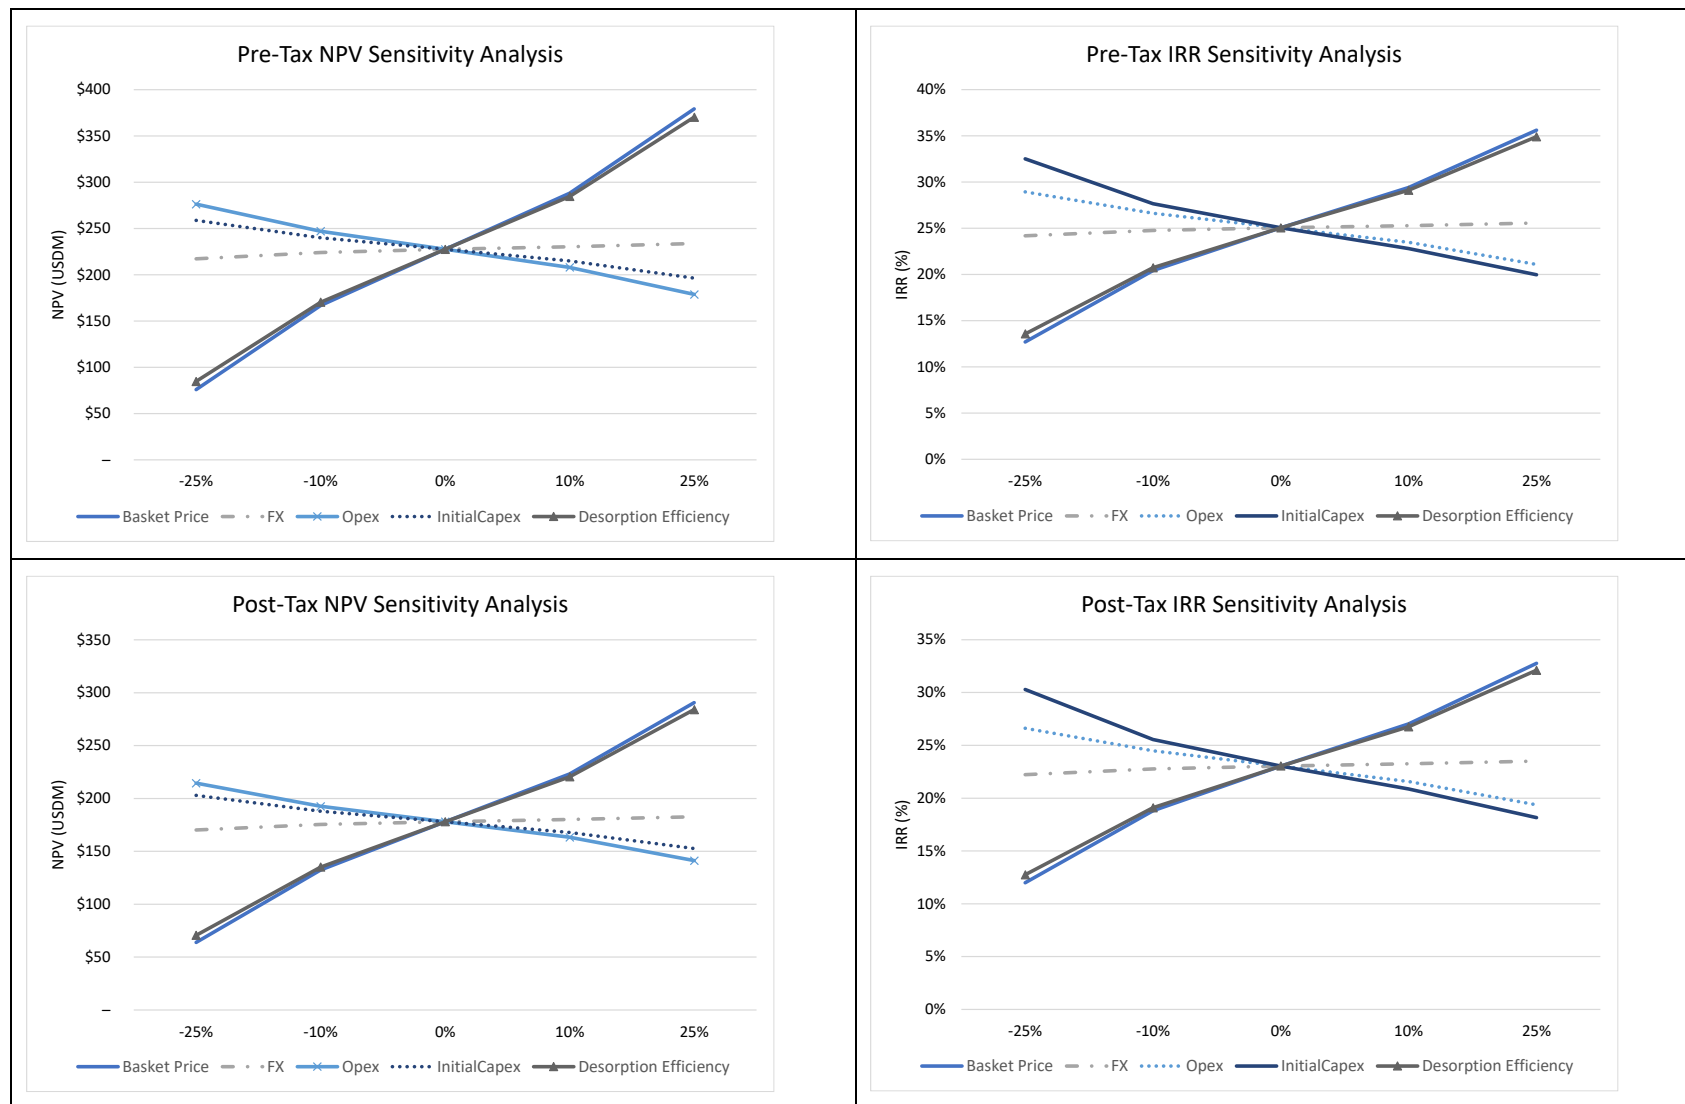 Pre-Tax NPV Sensitivity Analysis
$400
$350
$300
$250
$200
$150
$100
$50
–
NPV (USDM)
-25% -10% 0% 10% 25%
Basket Price FX Opex InitialCapex Desorption Efficiency
Pre-Tax IRR Sensitivity Analysis
40%
35%
30%
25%
20%
15%
10%
5%
0%
IRR (%)
-25% -10% 0% 10% 25%
Basket Price FX Opex InitialCapex Desorption Efficiency
Post-Tax NPV Sensitivity Analysis
$350
$300
$250
$200
$150
$100
$50
–
NPV (USDM)
-25% -10% 0% 10% 25%
Basket Price FX Opex InitialCapex Desorption Efficiency
Post-Tax IRR Sensitivity Analysis
35%
30%
25%
20%
15%
10%
5%
0%
IRR (%)
-25% -10% 0% 10% 25%
Basket Price FX Opex InitialCapex Desorption Efficiency